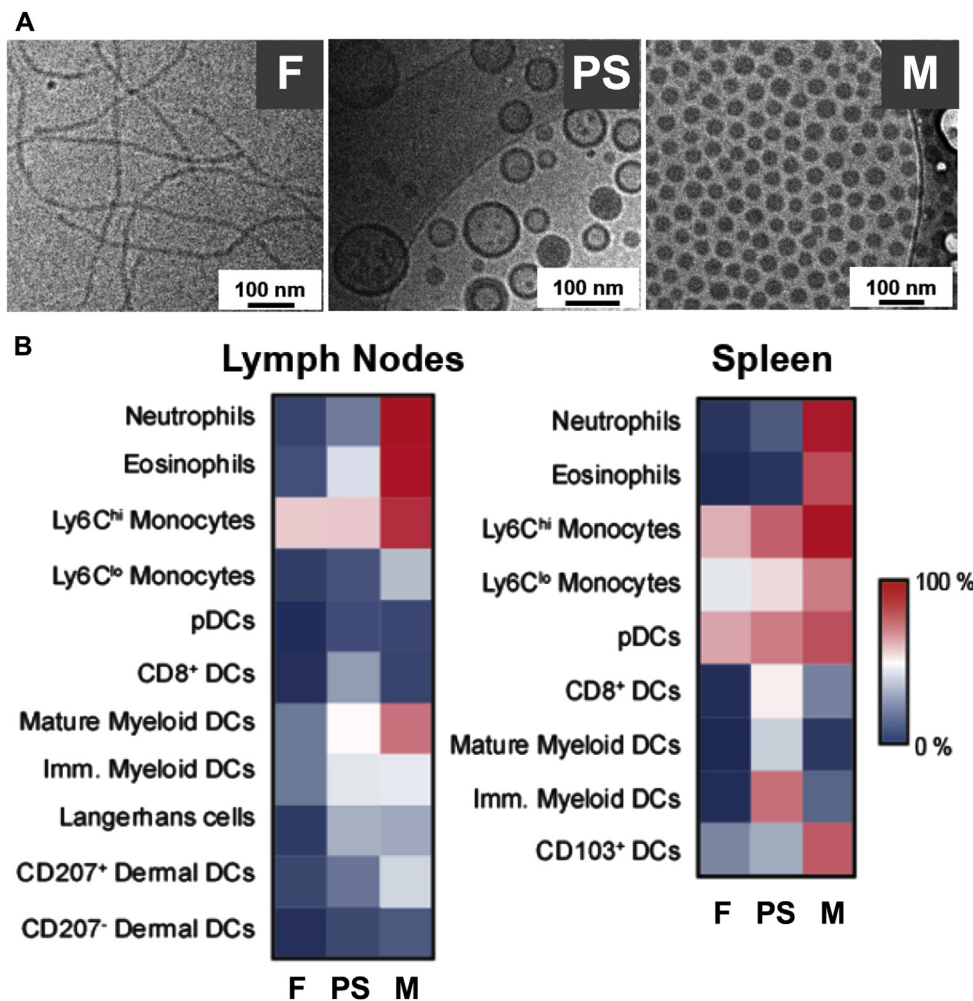 A
F
PS
M
100 nm
100 nm
100 nm
B
Lymph Nodes
Neutrophils
Eosinophils
Ly6Cʰⁱ Monocytes
Ly6Cˡᵒ Monocytes
pDCs
CD8⁺ DCs
Mature Myeloid DCs
Imm. Myeloid DCs
Langerhans cells
CD207⁺ Dermal DCs
CD207⁻ Dermal DCs
F PS M
Spleen
Neutrophils
Eosinophils
Ly6Cʰⁱ Monocytes
Ly6Cˡᵒ Monocytes
pDCs
CD8⁺ DCs
Mature Myeloid DCs
Imm. Myeloid DCs
CD103⁺ DCs
F PS M
100 %
0 %